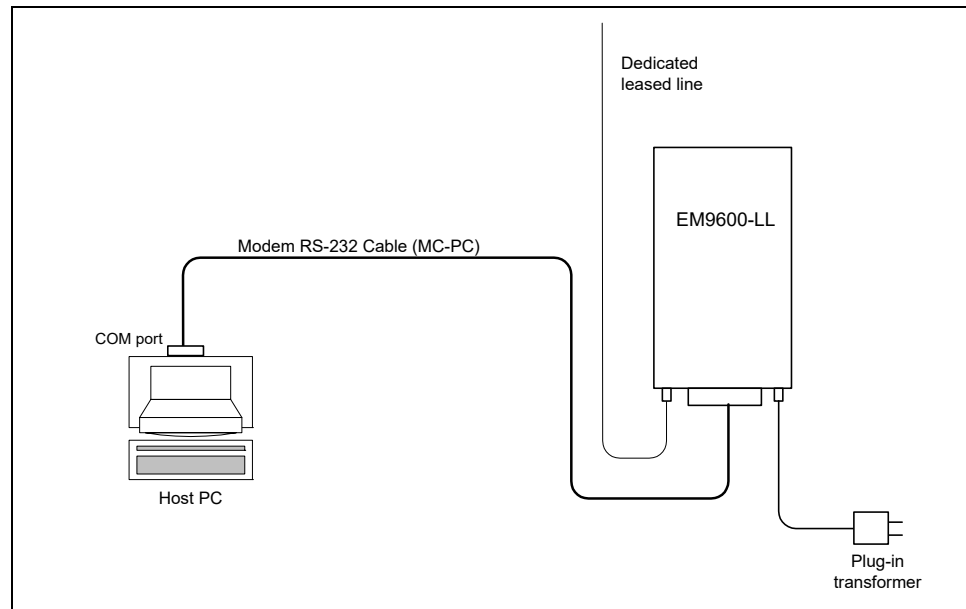 Dedicated
leased line
EM9600-LL
Modem RS-232 Cable (MC-PC)
COM port
Host PC
Plug-in
transformer